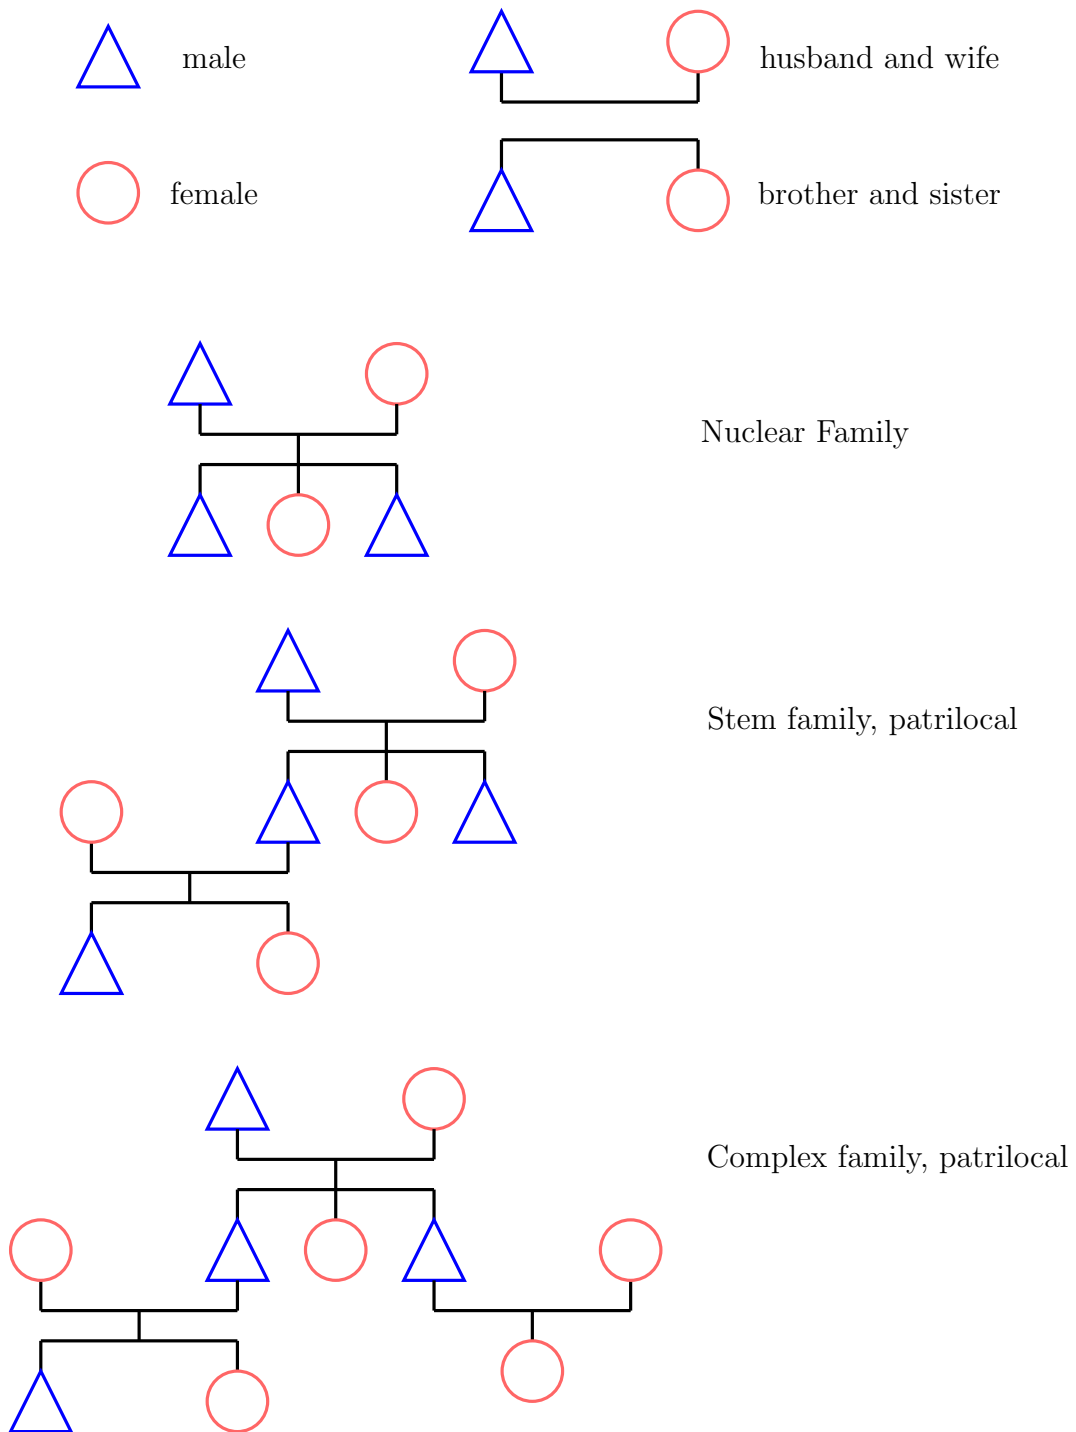 male
husband and wife
female
brother and sister
Nuclear Family
Stem family, patrilocal
Complex family, patrilocal